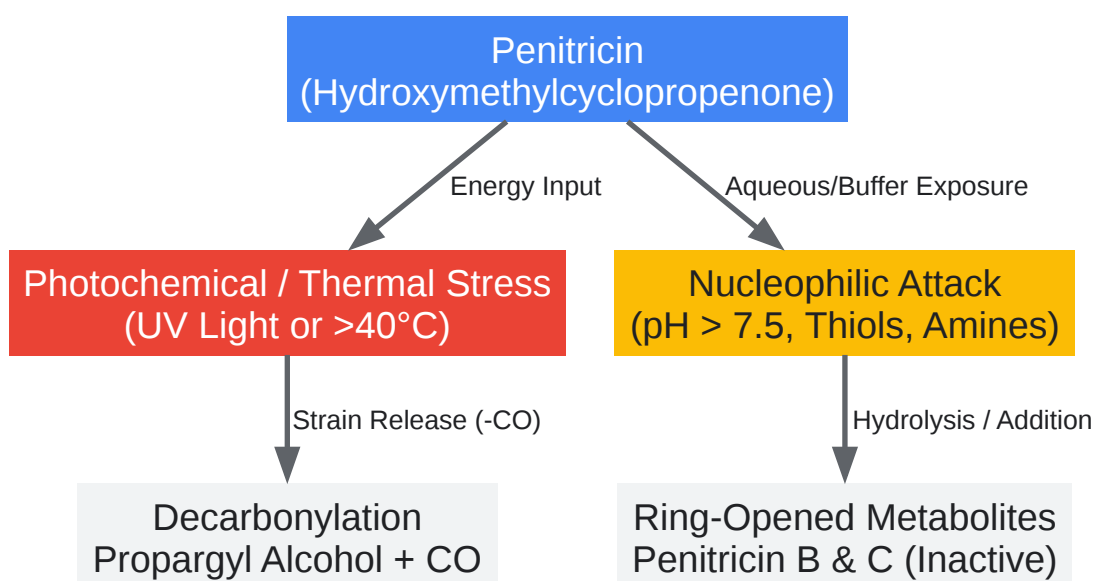 Penitricin
(Hydroxymethylcyclopropenone)
Energy Input
Aqueous/Buffer Exposure
Photochemical / Thermal Stress
(UV Light or >40°C)
Nucleophilic Attack
(pH > 7.5, Thiols, Amines)
Strain Release (-CO)
Hydrolysis / Addition
Decarbonylation
Propargyl Alcohol + CO
Ring-Opened Metabolites
Penitricin B & C (Inactive)